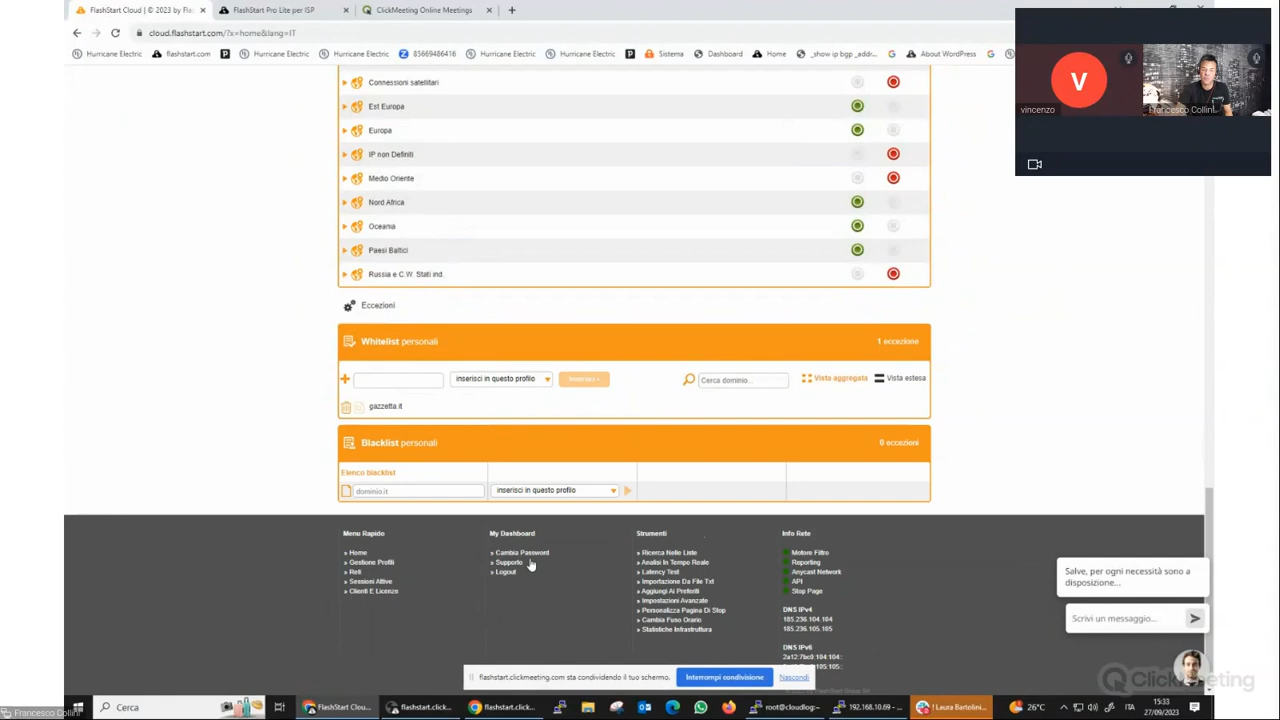 FlashStart Cloud | © 2023 by Fla
FlashStart Pro Lite per ISP
ClickMeeting Online Meetings
cloud.flashstart.com/?x=home&lang=IT
Hurricane Electric
flashstart.com
Hurricane Electric
Hurricane Electric
85669486416
Hurricane Electric
Hurricane Electric
Sistema
Dashboard
Home
_show ip bgp _addr...
About WordPress
V
vincenzo
Francesco Collini
Connessioni satellitari
Est Europa
Europa
IP non Definiti
Medio Oriente
Nord Africa
Oceania
Paesi Baltici
Russia e C.W. Stati ind.
Eccezioni
Whitelist personali
1 eccezione
inserisci in questo profilo
Inserisci »
Cerca dominio...
Vista aggregata
Vista estesa
gazzetta.it
Blacklist personali
0 eccezioni
Elenco blacklist
dominio.it
inserisci in questo profilo
Menu Rapido
» Home
» Gestione Profili
» Reti
» Sessioni Attive
» Clienti E Licenze
My Dashboard
» Cambia Password
» Supporto
» Logout
Strumenti
» Ricerca Nelle Liste
» Analisi In Tempo Reale
» Latency Test
» Importazione Da File Txt
» Aggiungi Ai Preferiti
» Impostazioni Avanzate
» Personalizza Pagina Di Stop
» Cambia Fuso Orario
» Statistiche Infrastruttura
Info Rete
Motore Filtro
Reporting
Anycast Network
API
Stop Page
DNS IPv4
185.236.104.104
185.236.105.105
DNS IPv6
2a12:7bc0:104:104::
105:105::
Salve, per ogni necessità sono a
disposizione...
Scrivi un messaggio...
flashstart.clickmeeting.com sta condividendo il tuo schermo.
Interrompi condivisione
Nascondi
ClickMeeting
Francesco Collini
Cerca
FlashStart Cloud...
flashstart.click...
flashstart.click...
root@cloudlog:~
192.168.10.69 -
! Laura Bartolini
26°C
ITA
15:33
27/09/2023